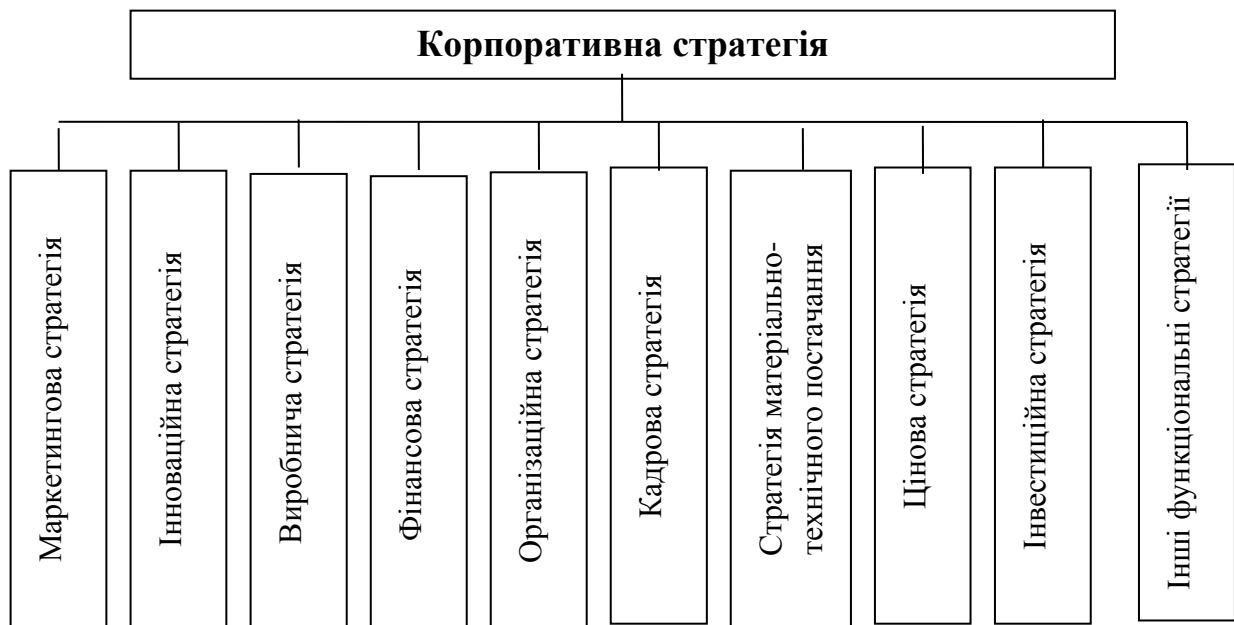 Корпоративна стратегія
Маркетингова стратегія
Інноваційна стратегія
Виробнича стратегія
Фінансова стратегія
Організаційна стратегія
Кадрова стратегія
Стратегія матеріально-
технічного постачання
Цінова стратегія
Інвестиційна стратегія
Інші функціональні стратегії